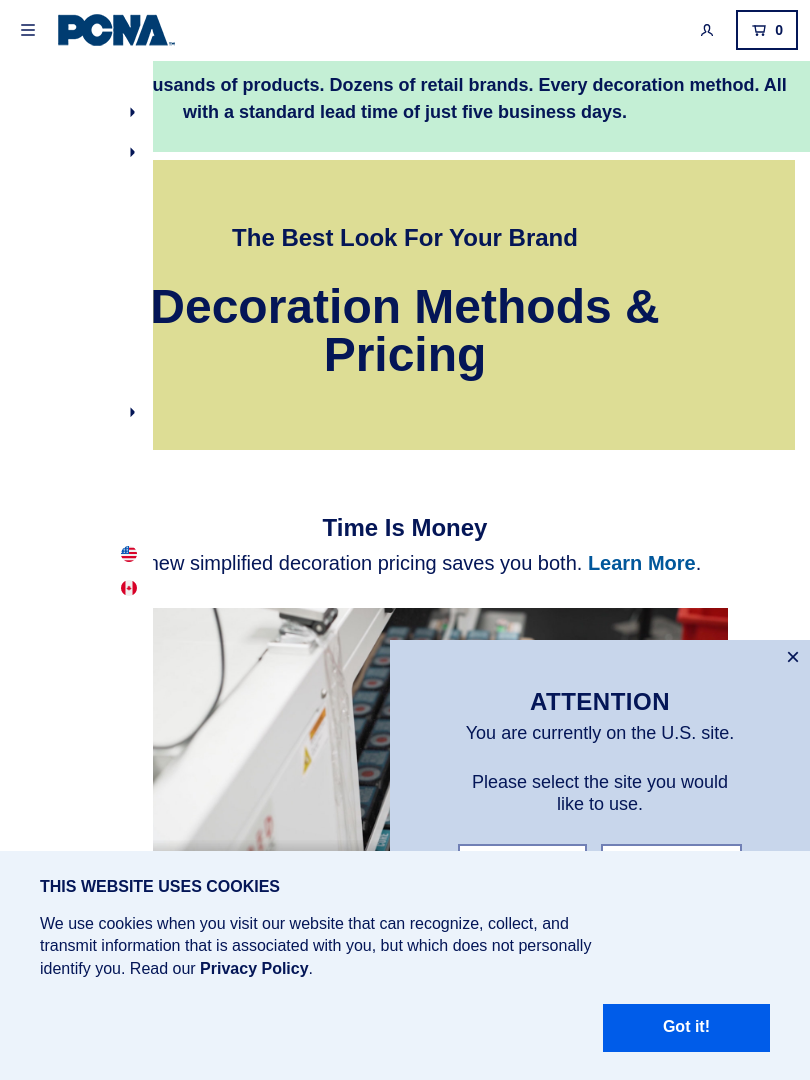 PCNA
0
usands of products. Dozens of retail brands. Every decoration method. All
with a standard lead time of just five business days.
The Best Look For Your Brand
Decoration Methods &
Pricing
Time Is Money
new simplified decoration pricing saves you both. Learn More.
ATTENTION
You are currently on the U.S. site.
Please select the site you would
like to use.
THIS WEBSITE USES COOKIES
We use cookies when you visit our website that can recognize, collect, and
transmit information that is associated with you, but which does not personally
identify you. Read our Privacy Policy.
Got it!